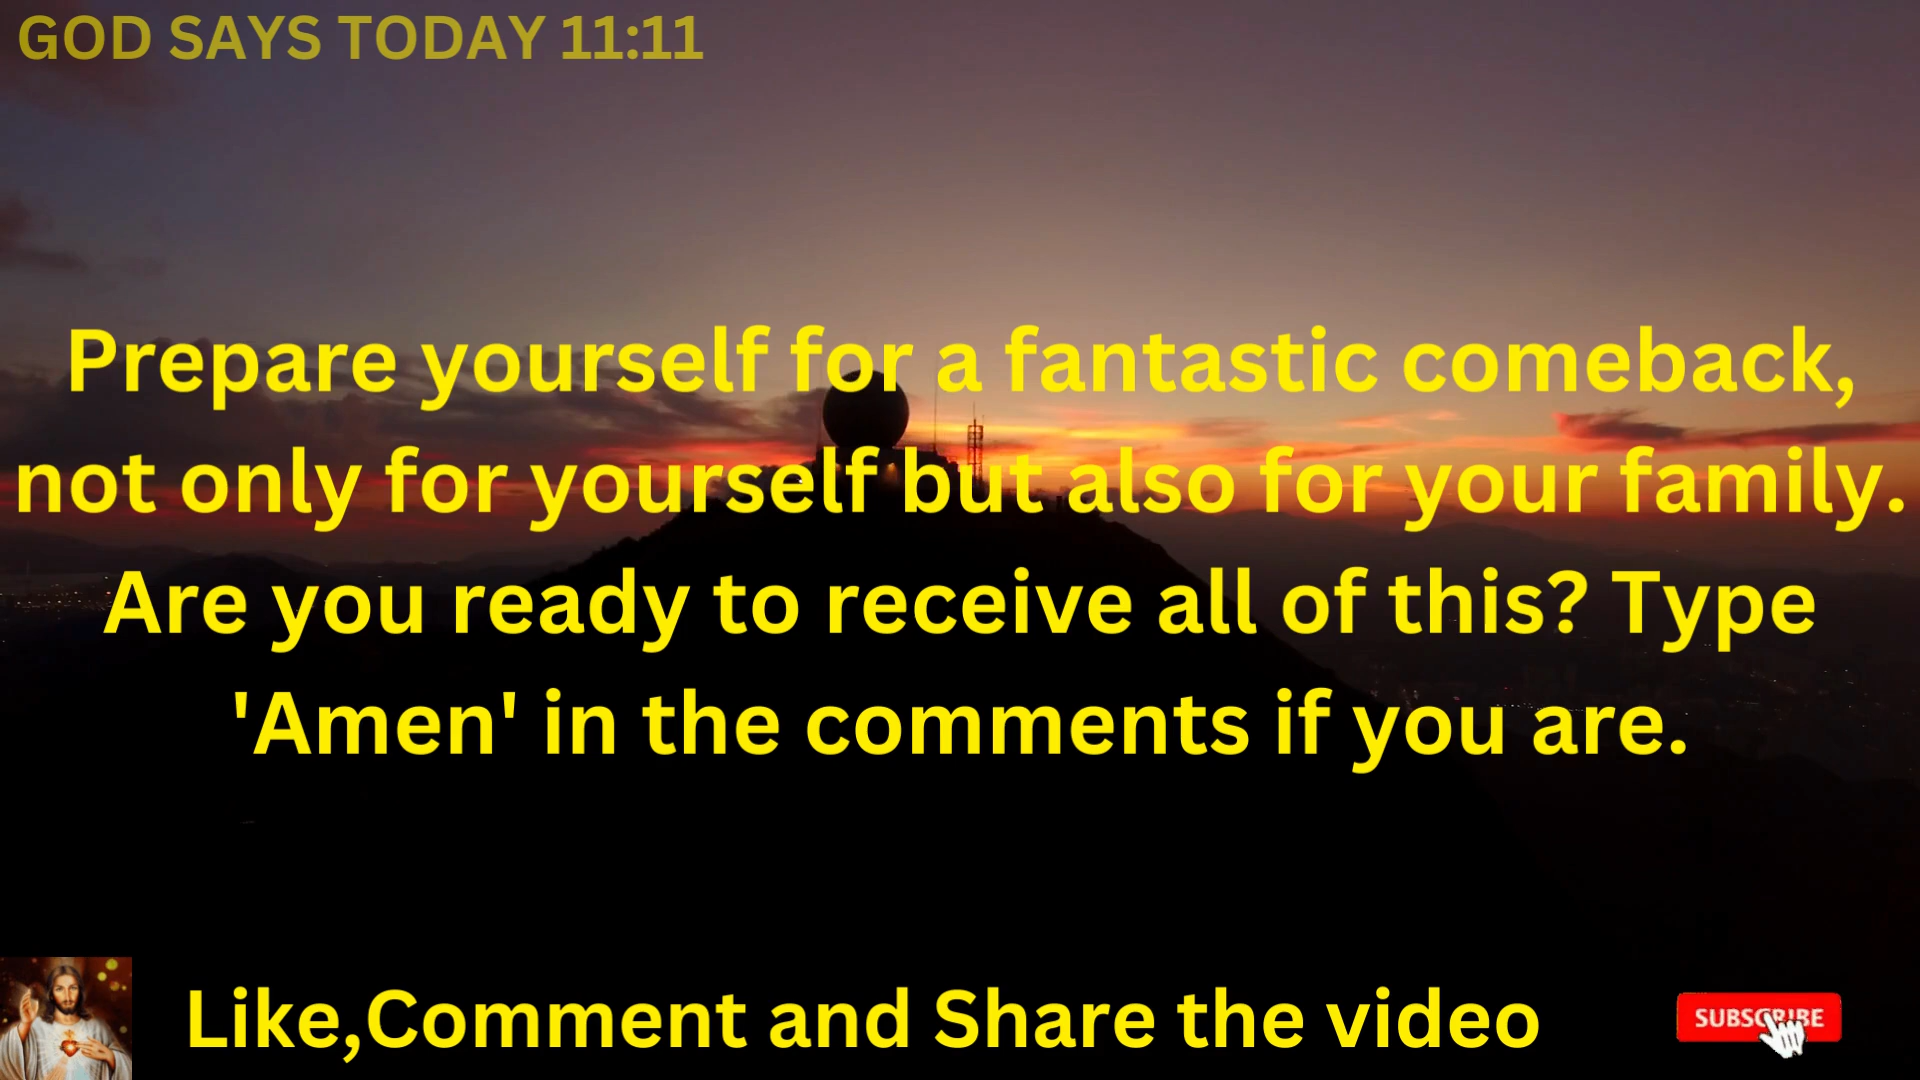 GOD SAYS TODAY 11:11
Prepare yourself for a fantastic comeback,
not only for yourself but also for your family.
Are you ready to receive all of this? Type
'Amen' in the comments if you are.
Like,Comment and Share the video
SUBSCRIBE